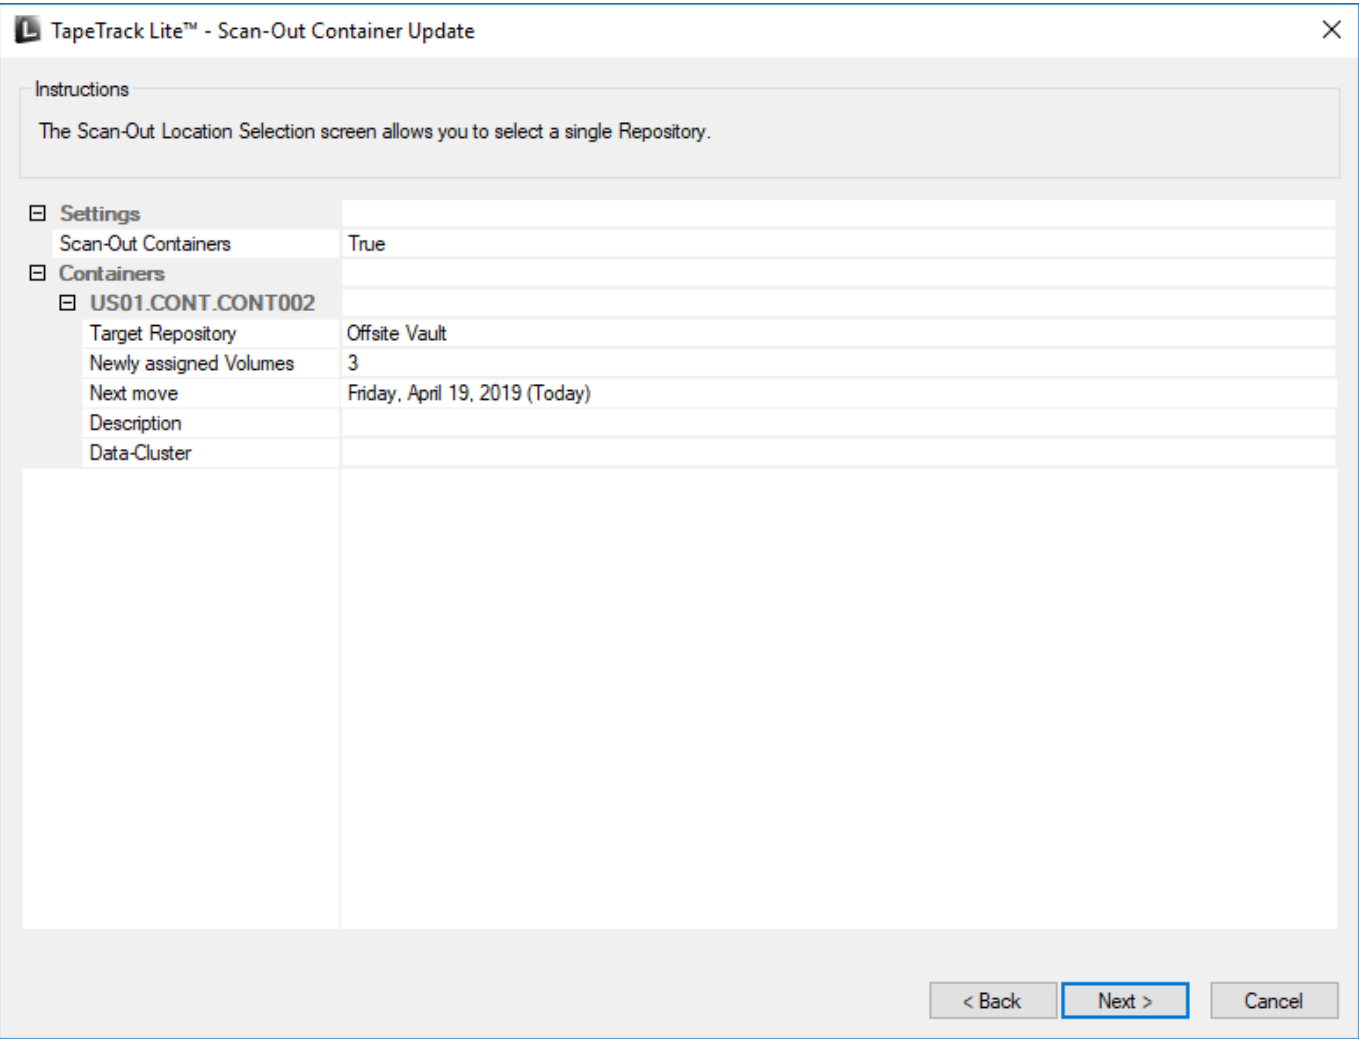 TapeTrack Lite™ - Scan-Out Container Update
Instructions
The Scan-Out Location Selection screen allows you to select a single Repository.
Settings
Scan-Out Containers True
Containers
US01.CONT.CONT002
Target Repository Offsite Vault
Newly assigned Volumes 3
Next move Friday, April 19, 2019 (Today)
Description
Data-Cluster
< Back Next > Cancel